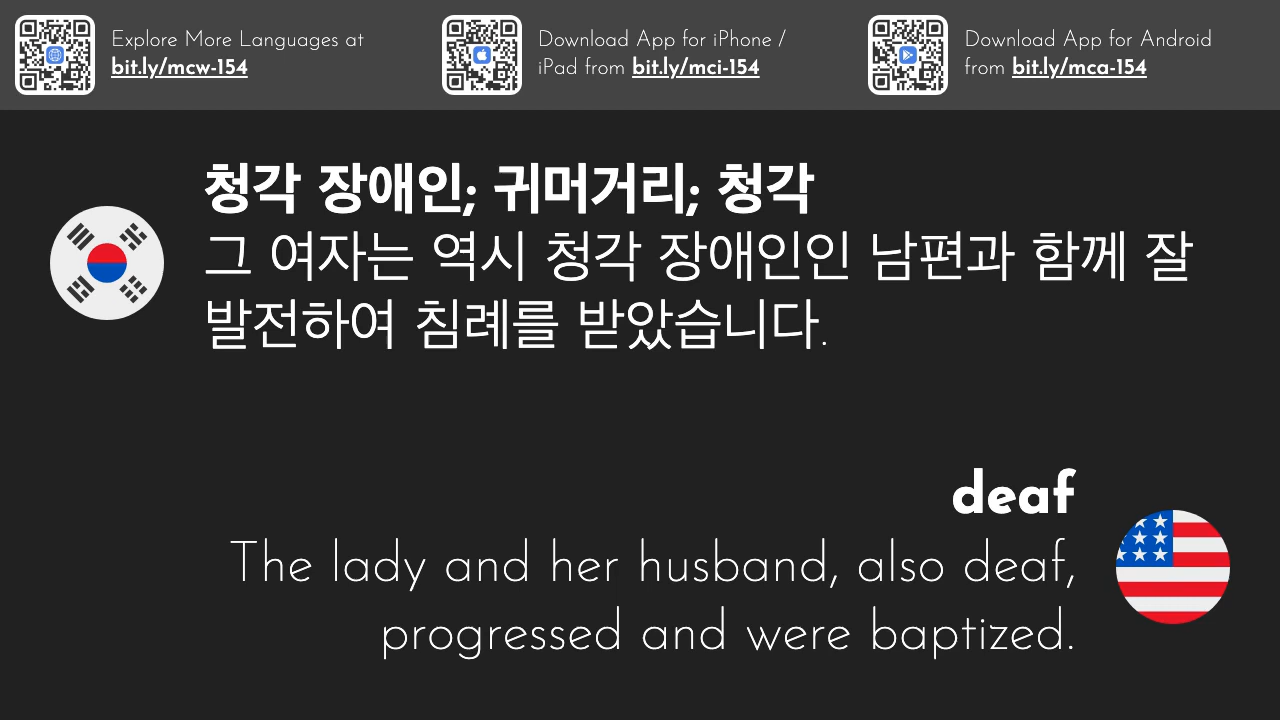 Explore More Languages at
bit.ly/mcw-154
Download App for iPhone /
iPad from bit.ly/mci-154
Download App for Android
from bit.ly/mca-154
청각 장애인; 귀머거리; 청각
그 여자는 역시 청각 장애인인 남편과 함께 잘
발전하여 침례를 받았습니다.
deaf
The lady and her husband, also deaf,
progressed and were baptized.